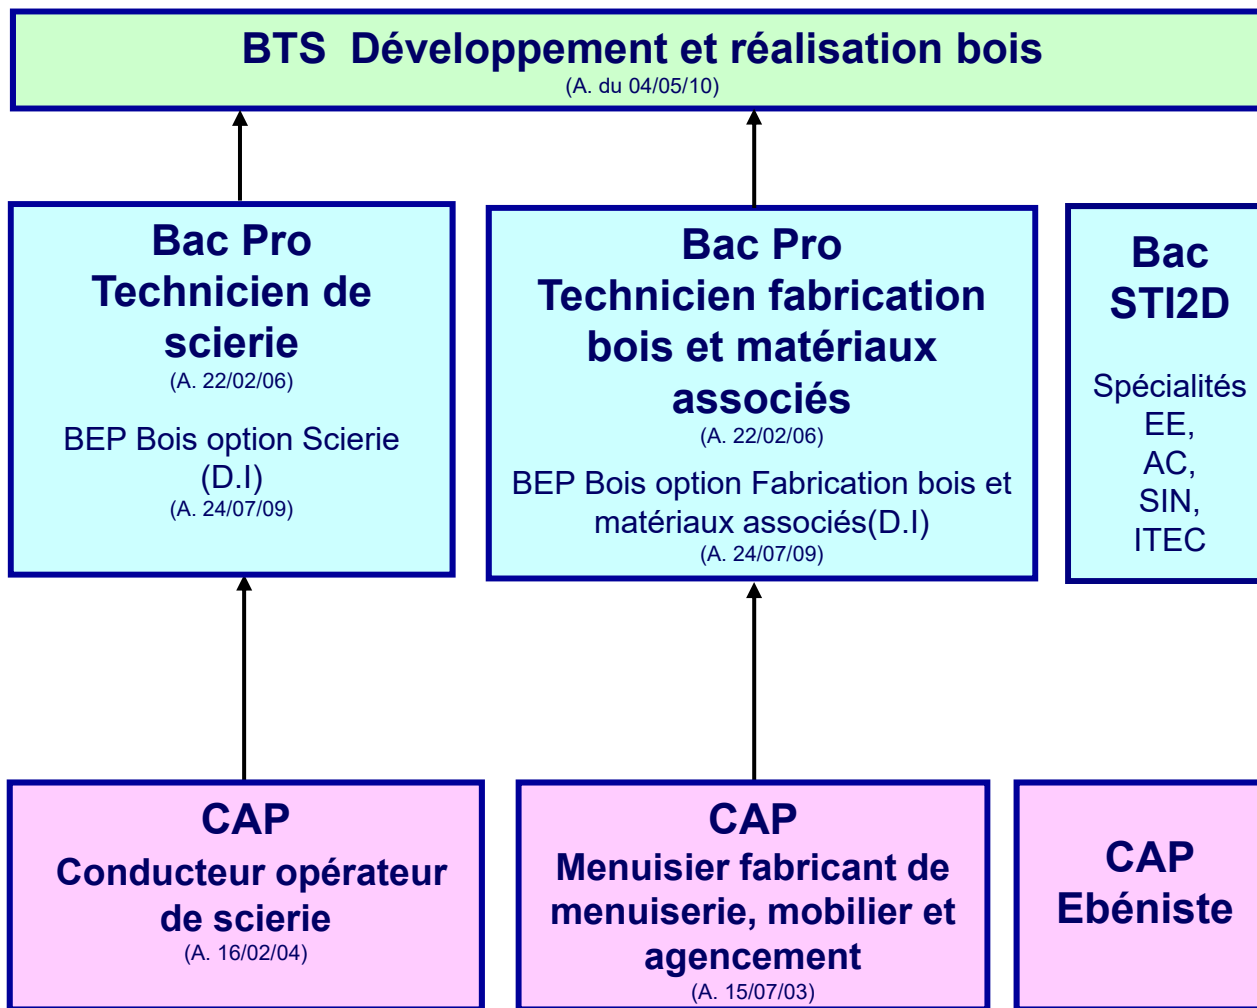 BTS  Développement et réalisation bois
(A. du 04/05/10)
Bac Pro
Technicien de
scierie
(A. 22/02/06)
BEP Bois option Scierie
(D.I)
(A. 24/07/09)
Bac Pro
Technicien fabrication
bois et matériaux
associés
(A. 22/02/06)
BEP Bois option Fabrication bois et
matériaux associés(D.I)
(A. 24/07/09)
Bac
STI2D
Spécialités
EE,
AC,
SIN,
ITEC
CAP
Conducteur opérateur
de scierie
(A. 16/02/04)
CAP
Menuisier fabricant de
menuiserie, mobilier et
agencement
(A. 15/07/03)
CAP
Ebéniste